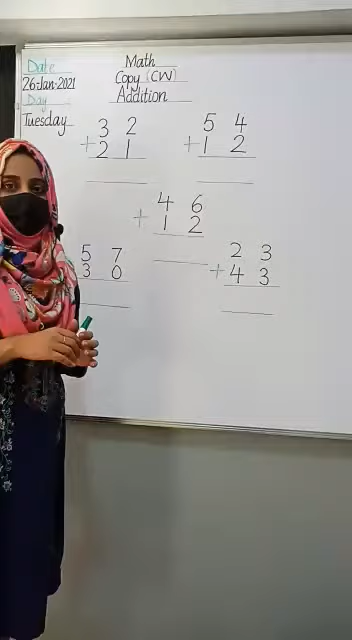 Date
26-Jan-2021
Day
Tuesday
Math
Copy (CW)
Addition
3 2
+ 2 1
5 4
+ 1 2
4 6
+ 1 2
5 7
3 0
2 3
+ 4 3